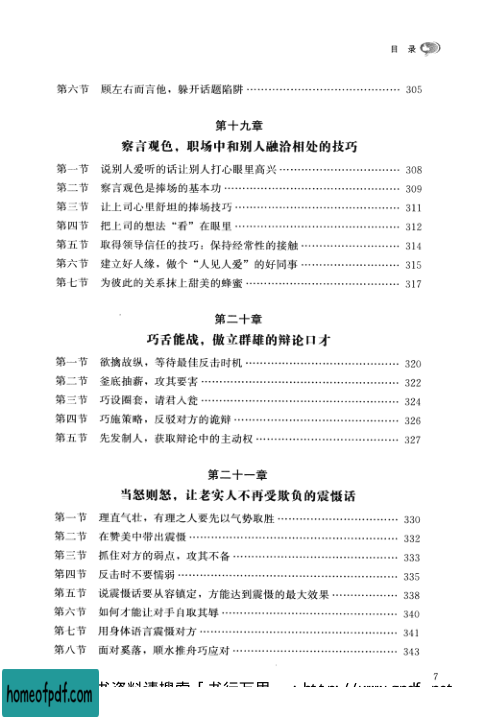 目 录
第六节 顾左右而言他，躲开话题陷阱 …………………………………… 305
第十九章
察言观色，职场中和别人融洽相处的技巧
第一节 说别人爱听的话让别人打心眼里高兴 …………………………… 308
第二节 察言观色是捧场的基本功 ………………………………………… 309
第三节 让上司心里舒坦的捧场技巧 ……………………………………… 311
第四节 把上司的想法“看”在眼里 ……………………………………… 312
第五节 取得领导信任的技巧：保持经常性的接触 ……………………… 314
第六节 建立好人缘，做个“人见人爱”的好同事 ……………………… 315
第七节 为彼此的关系抹上甜美的蜂蜜 …………………………………… 317
第二十章
巧舌能战，傲立群雄的辩论口才
第一节 欲擒故纵，等待最佳反击时机 …………………………………… 320
第二节 釜底抽薪，攻其要害 ……………………………………………… 322
第三节 巧设圈套，请君入瓮 ……………………………………………… 324
第四节 巧施策略，反驳对方的诡辩 ……………………………………… 326
第五节 先发制人，获取辩论中的主动权 ………………………………… 327
第二十一章
当怒则怒，让老实人不再受欺负的震慑话
第一节 理直气壮，有理之人要先以气势取胜 …………………………… 330
第二节 在赞美中带出震慑 ………………………………………………… 332
第三节 抓住对方的弱点，攻其不备 ……………………………………… 333
第四节 反击时不要懦弱 …………………………………………………… 335
第五节 说震慑话要从容镇定，方能达到震慑的最大效果 ……………… 338
第六节 如何才能让对手自取其辱 ………………………………………… 340
第七节 用身体语言震慑对方 ……………………………………………… 341
第八节 面对奚落，顺水推舟巧应对 ……………………………………… 343
7
homeofpdf.com